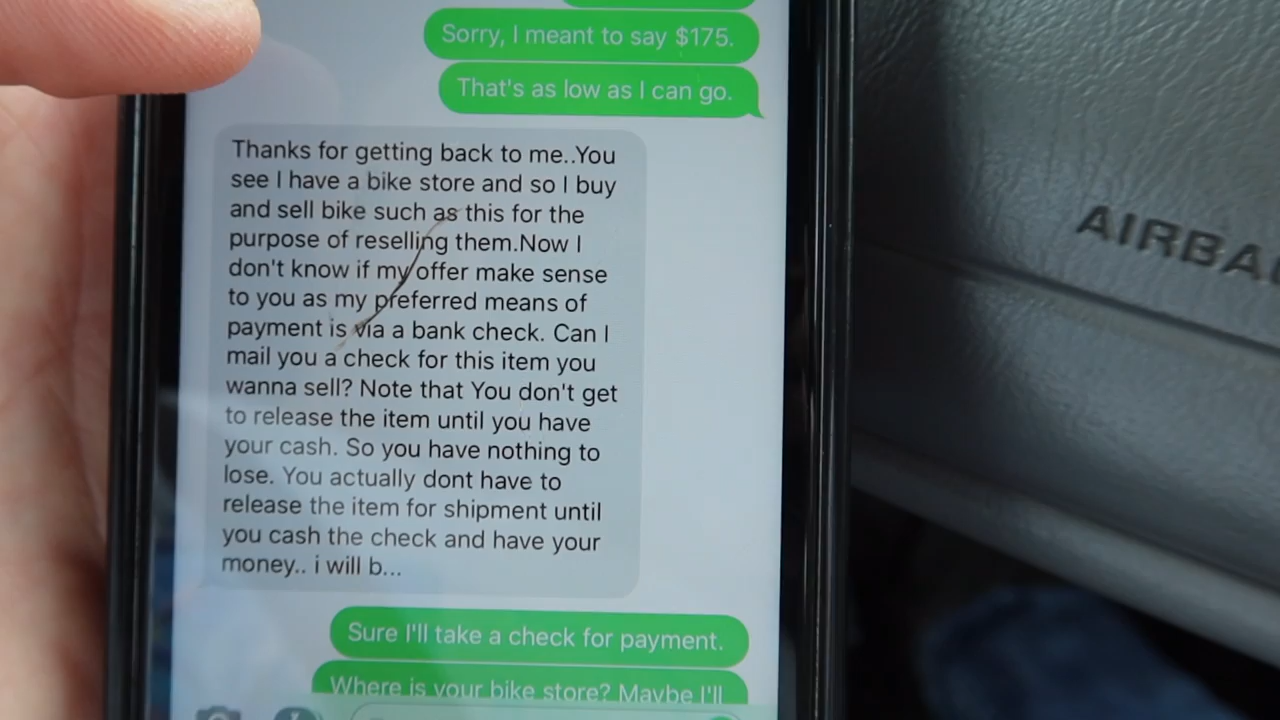 Sorry, I meant to say $175.
That's as low as I can go.
Thanks for getting back to me..You
see I have a bike store and so I buy
and sell bike such as this for the
purpose of reselling them.Now I
don't know if my offer make sense
to you as my preferred means of
payment is via a bank check. Can I
mail you a check for this item you
wanna sell? Note that You don't get
to release the item until you have
your cash. So you have nothing to
lose. You actually dont have to
release the item for shipment until
you cash the check and have your
money.. i will b...
Sure I'll take a check for payment.
Where is your bike store? Maybe I'll
AIRBA